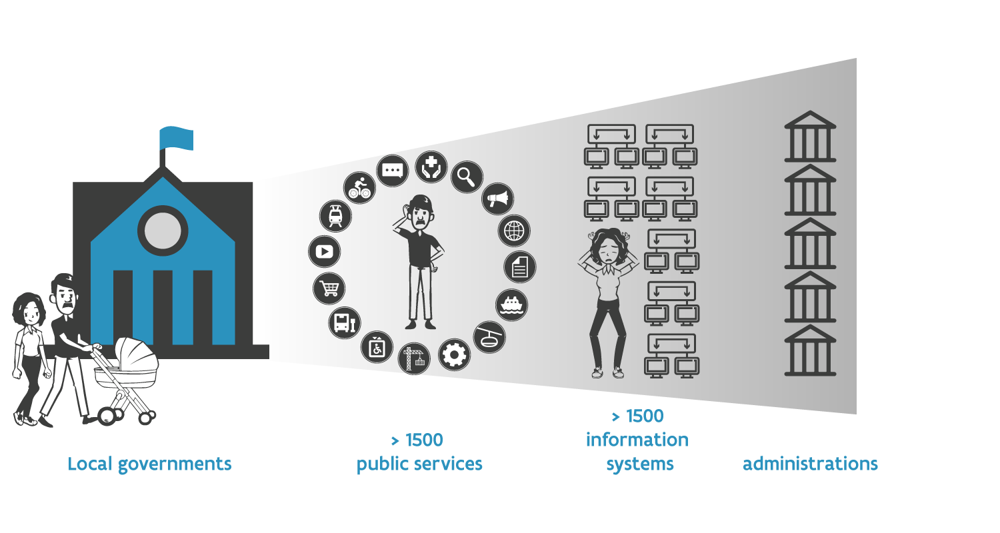 Local governments
> 1500
public services
> 1500
information
systems
administrations